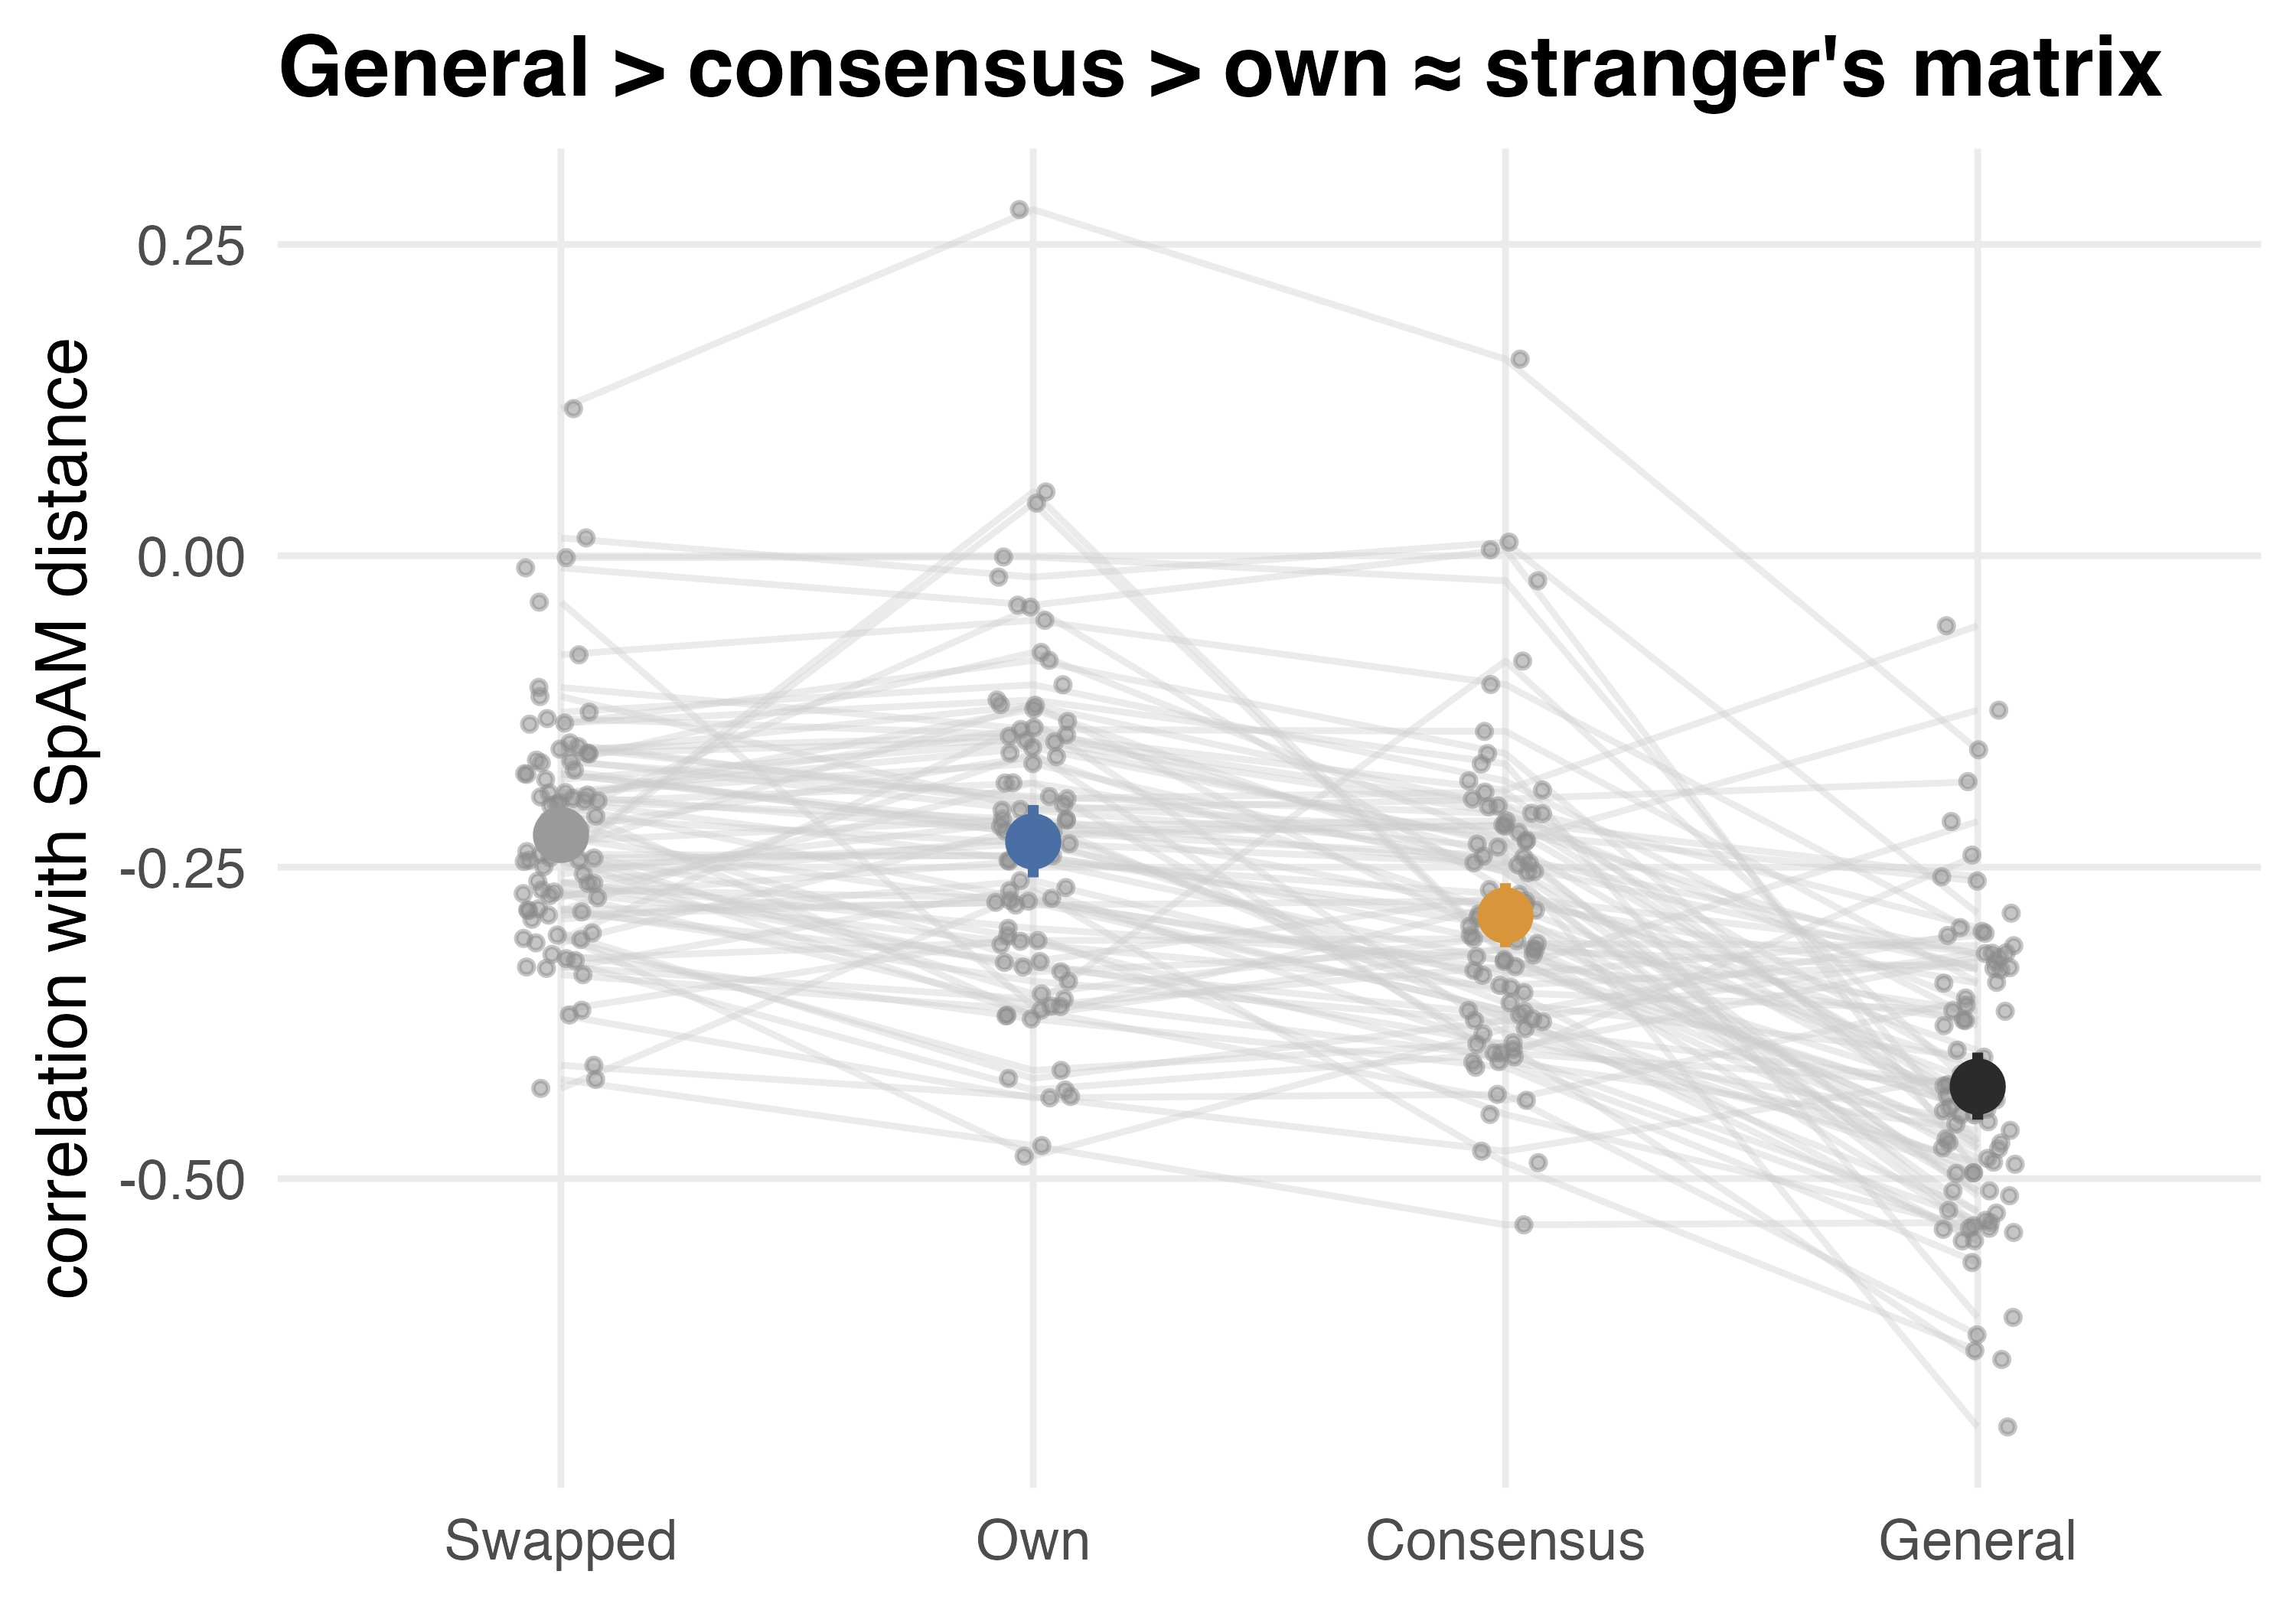 General > consensus > own ≈ stranger's matrix
correlation with SpAM distance
0.25
0.00
-0.25
-0.50
Swapped
Own
Consensus
General